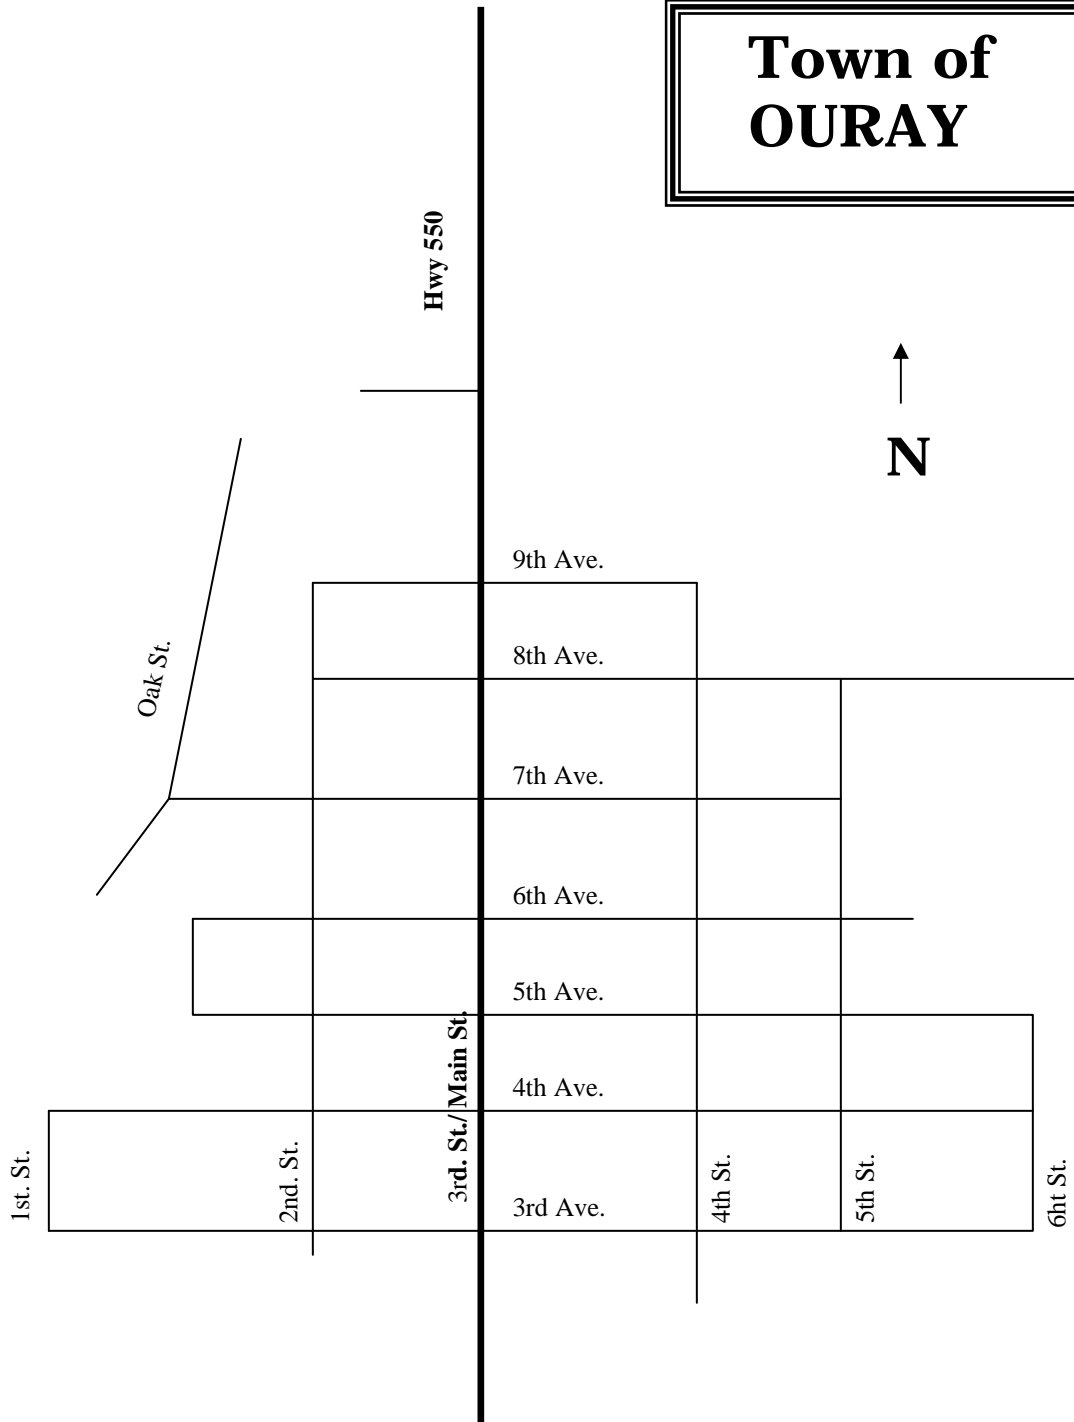 Town of
OURAY
Hwy 550
N
9th Ave.
8th Ave.
Oak St.
7th Ave.
6th Ave.
5th Ave.
3rd. St./ Main St.
4th Ave.
1st. St.
2nd. St.
3rd Ave.
4th St.
5th St.
6ht St.